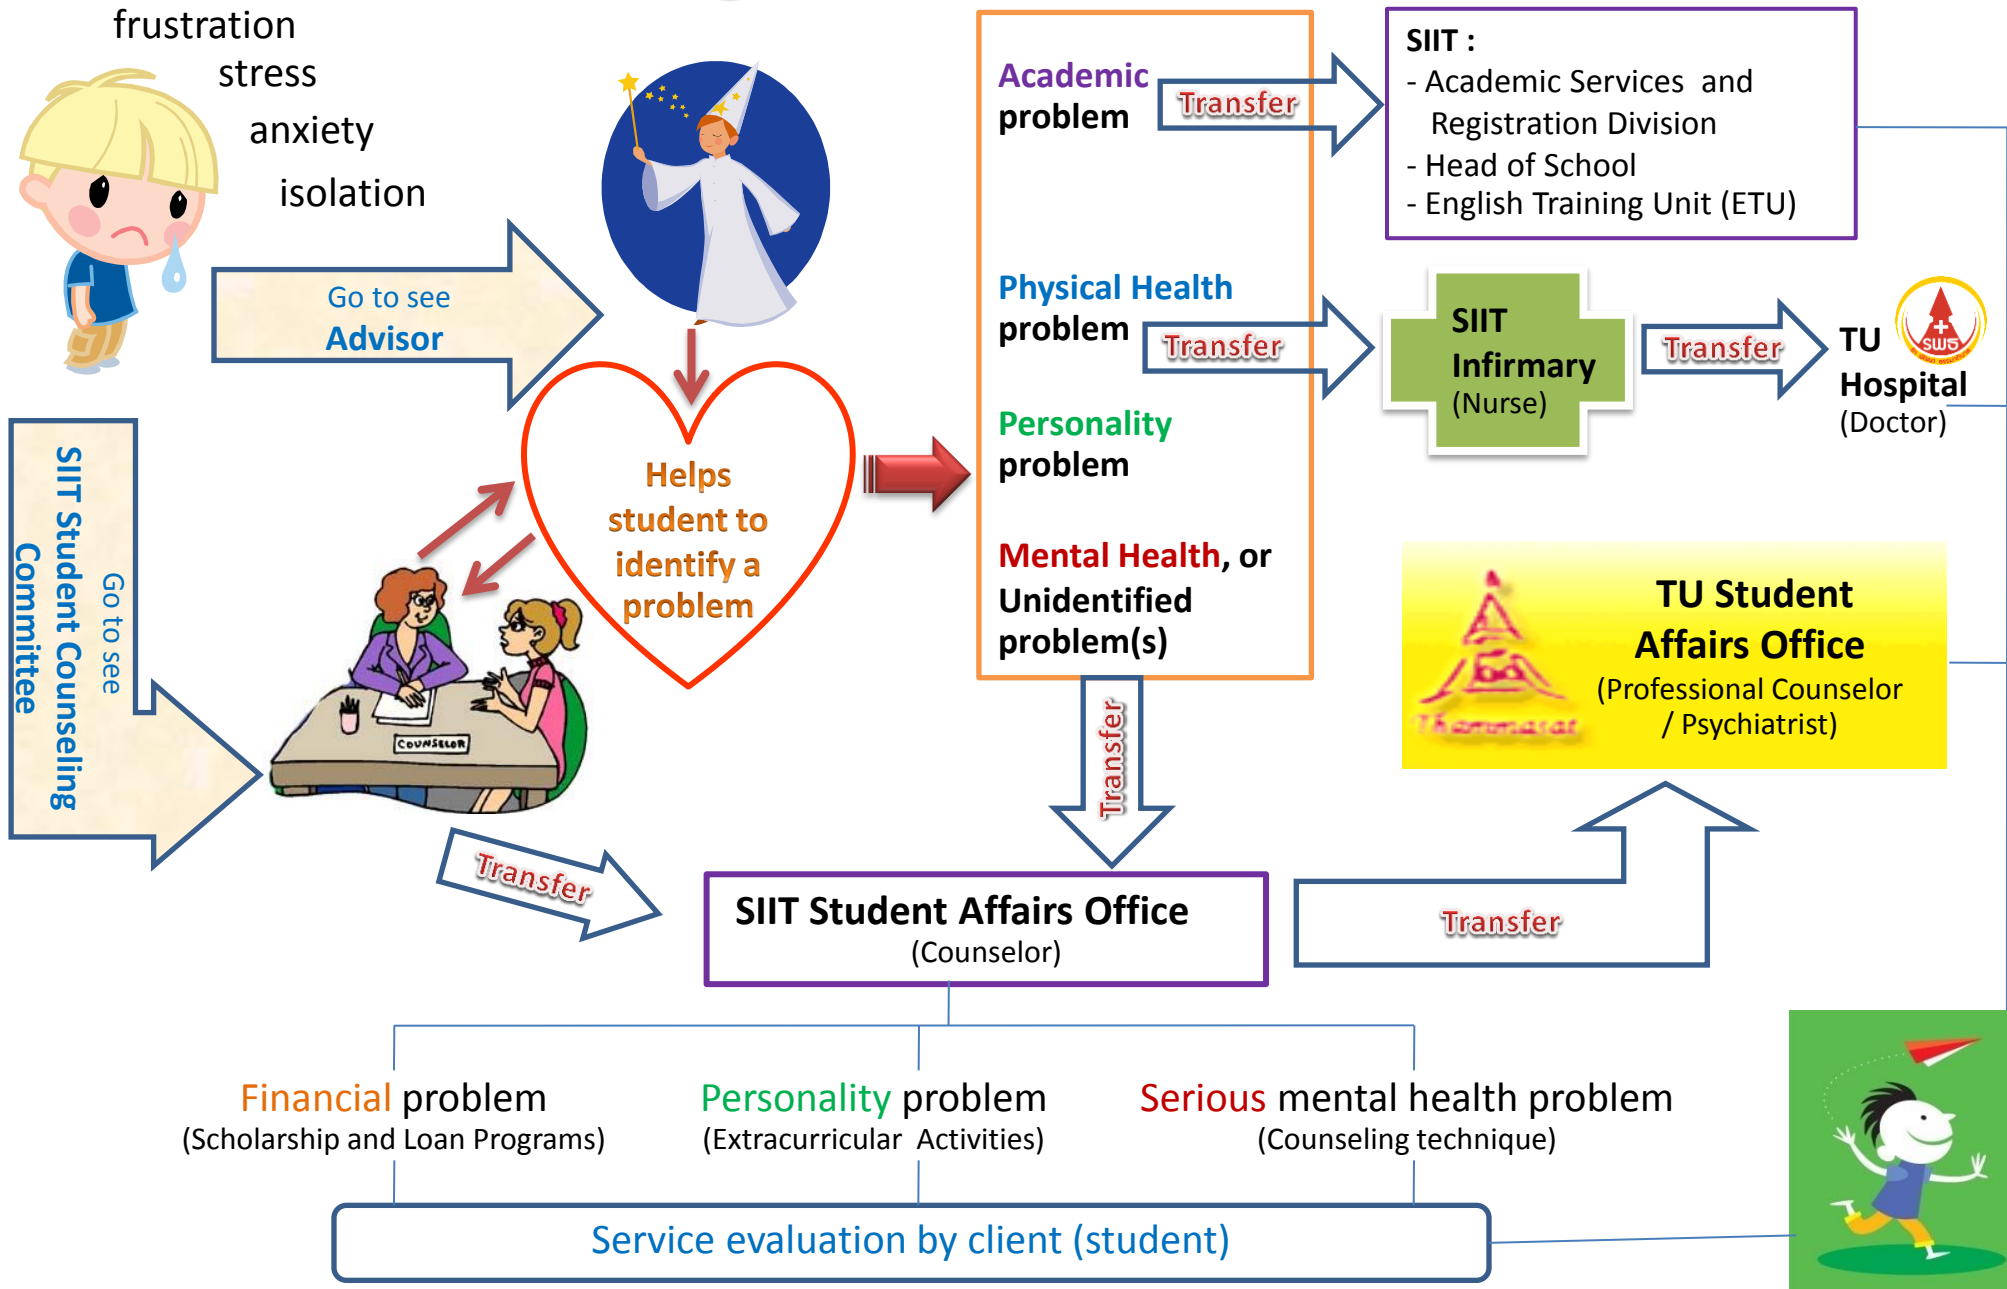 frustration
stress
anxiety
isolation
Go to see
Advisor
Go to see
SIIT Student Counseling
Committee
Helps
student to
identify a
problem
COUNSELOR
Transfer
Academic
problem
Transfer
SIIT :
- Academic Services and
Registration Division
- Head of School
- English Training Unit (ETU)
Physical Health
problem
Transfer
SIIT
Infirmary
(Nurse)
Transfer
TU
Hospital
(Doctor)
รพธ
Personality
problem
Mental Health, or
Unidentified
problem(s)
Transfer
TU Student
Affairs Office
(Professional Counselor
/ Psychiatrist)
Thammasat
SIIT Student Affairs Office
(Counselor)
Transfer
Financial problem
(Scholarship and Loan Programs)
Personality problem
(Extracurricular Activities)
Serious mental health problem
(Counseling technique)
Service evaluation by client (student)